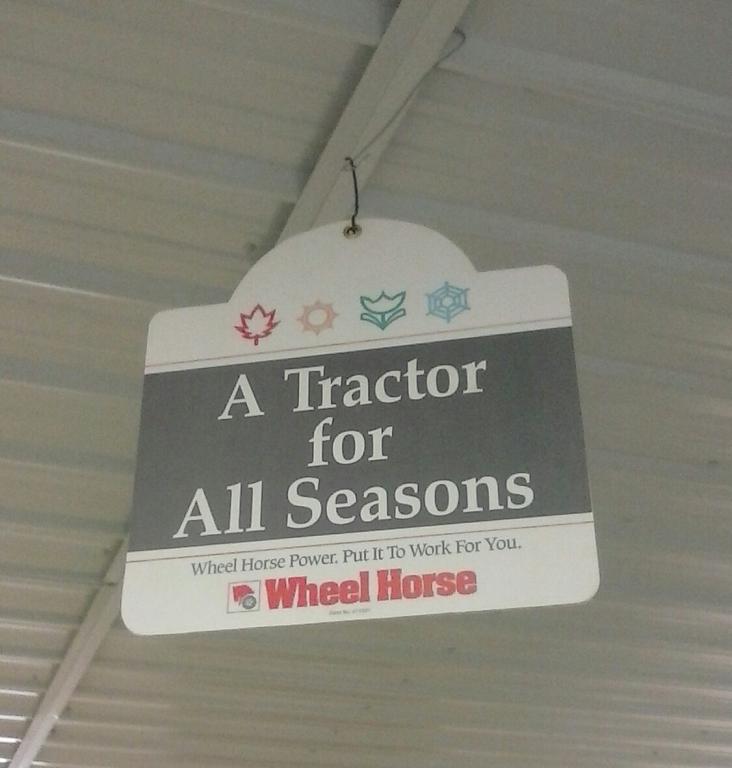 A Tractor
for
All Seasons
Wheel Horse Power. Put It To Work For You.
Wheel Horse